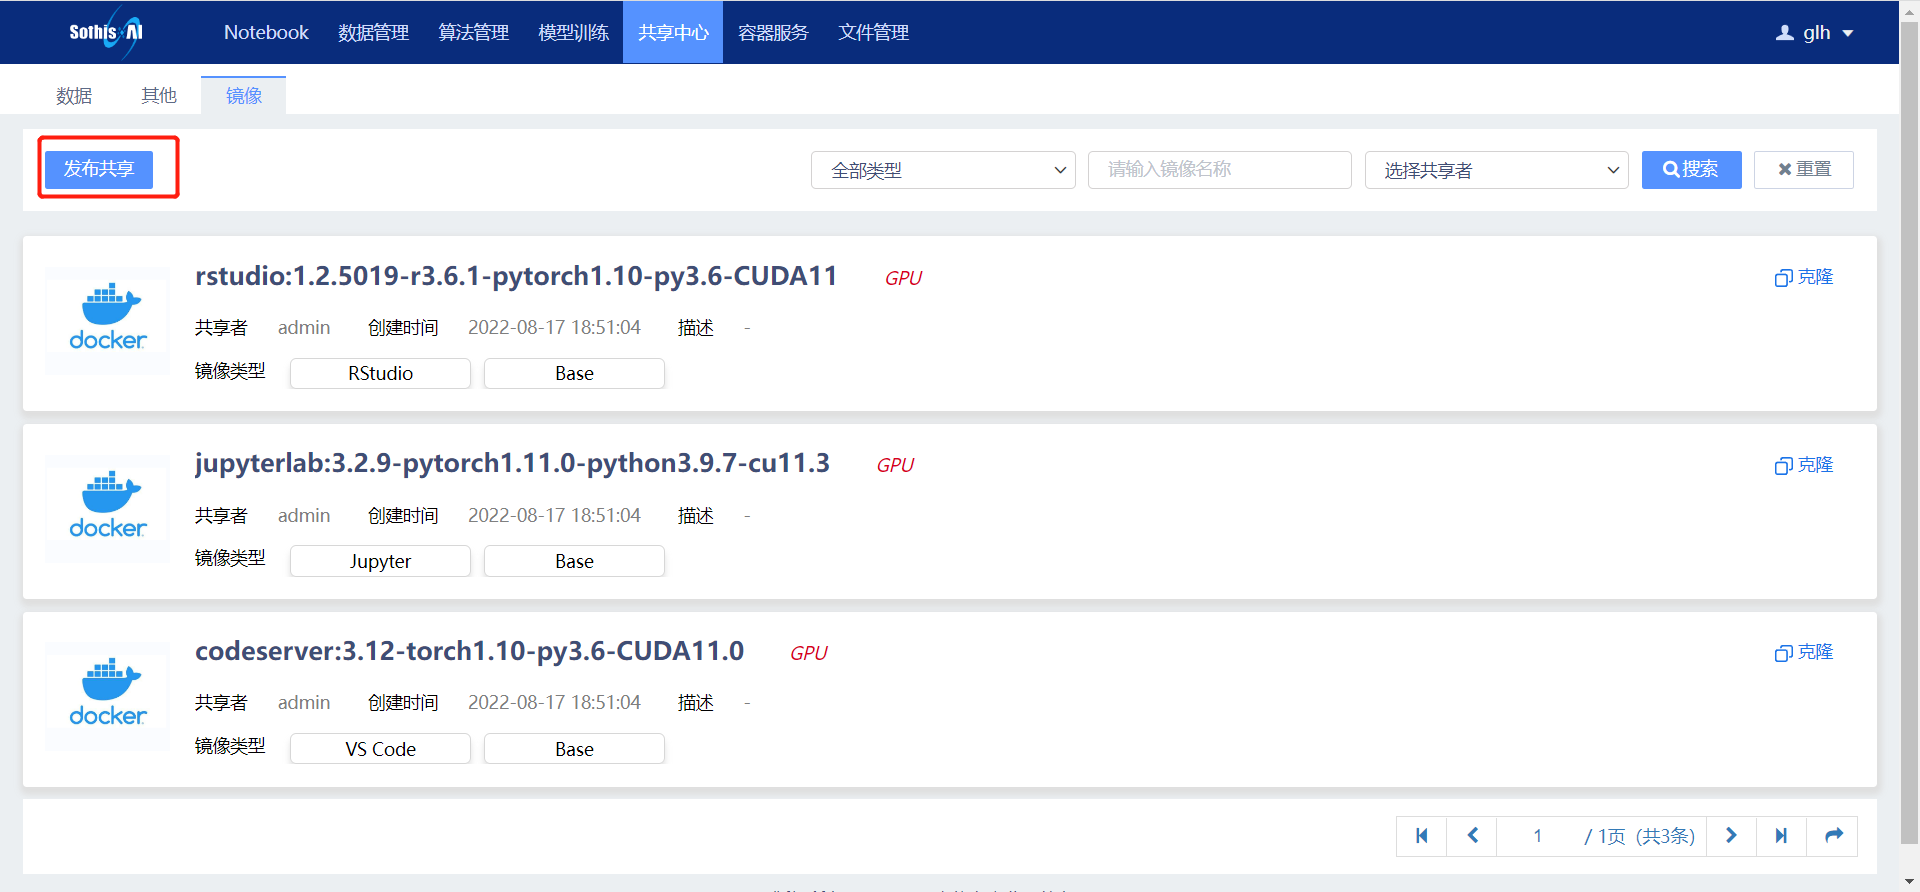 SothisAI Notebook 数据管理 算法管理 模型训练 共享中心 容器服务 文件管理 glh
数据 其他 镜像
发布共享 全部类型 请输入镜像名称 选择共享者 搜索 重置
rstudio:1.2.5019-r3.6.1-pytorch1.10-py3.6-CUDA11 GPU 克隆
docker
共享者 admin 创建时间 2022-08-17 18:51:04 描述 -
镜像类型 RStudio Base
jupyterlab:3.2.9-pytorch1.11.0-python3.9.7-cu11.3 GPU 克隆
docker
共享者 admin 创建时间 2022-08-17 18:51:04 描述 -
镜像类型 Jupyter Base
codeserver:3.12-torch1.10-py3.6-CUDA11.0 GPU 克隆
docker
共享者 admin 创建时间 2022-08-17 18:51:04 描述 -
镜像类型 VS Code Base
1 / 1页 (共3条)